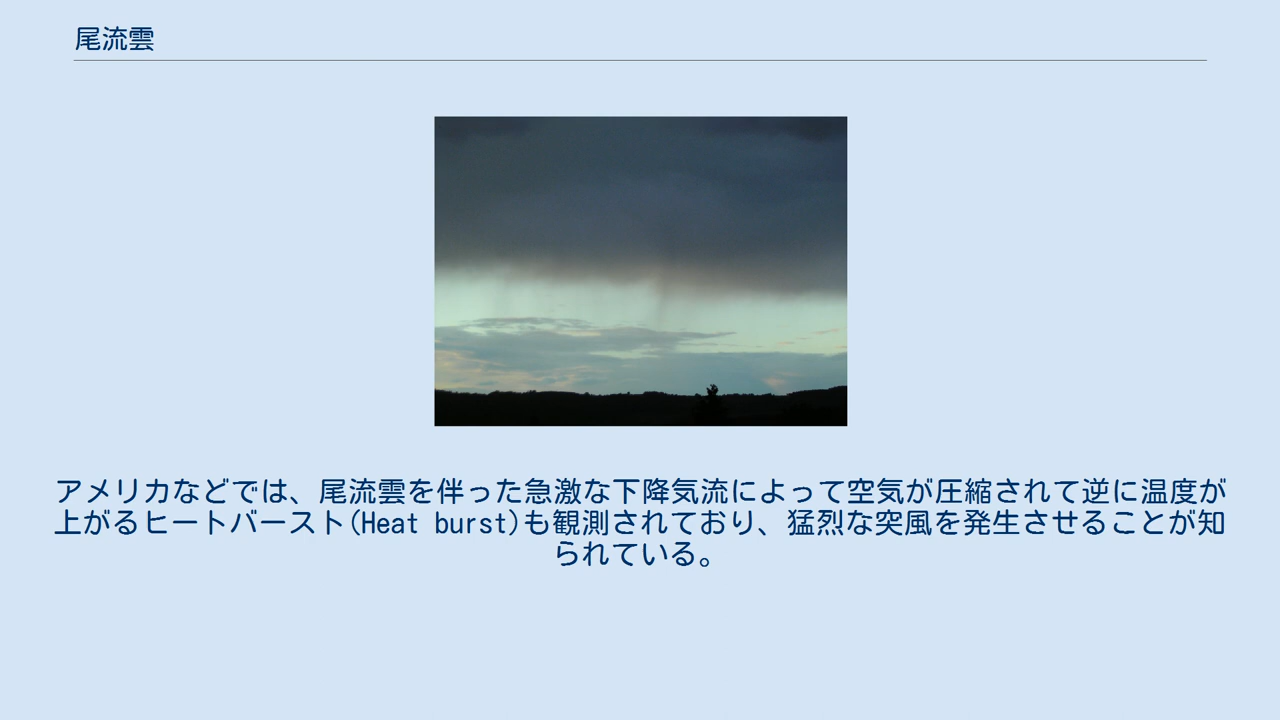 尾流雲
アメリカなどでは、尾流雲を伴った急激な下降気流によって空気が圧縮されて逆に温度が
上がるヒートバースト(Heat burst)も観測されており、猛烈な突風を発生させることが知
られている。